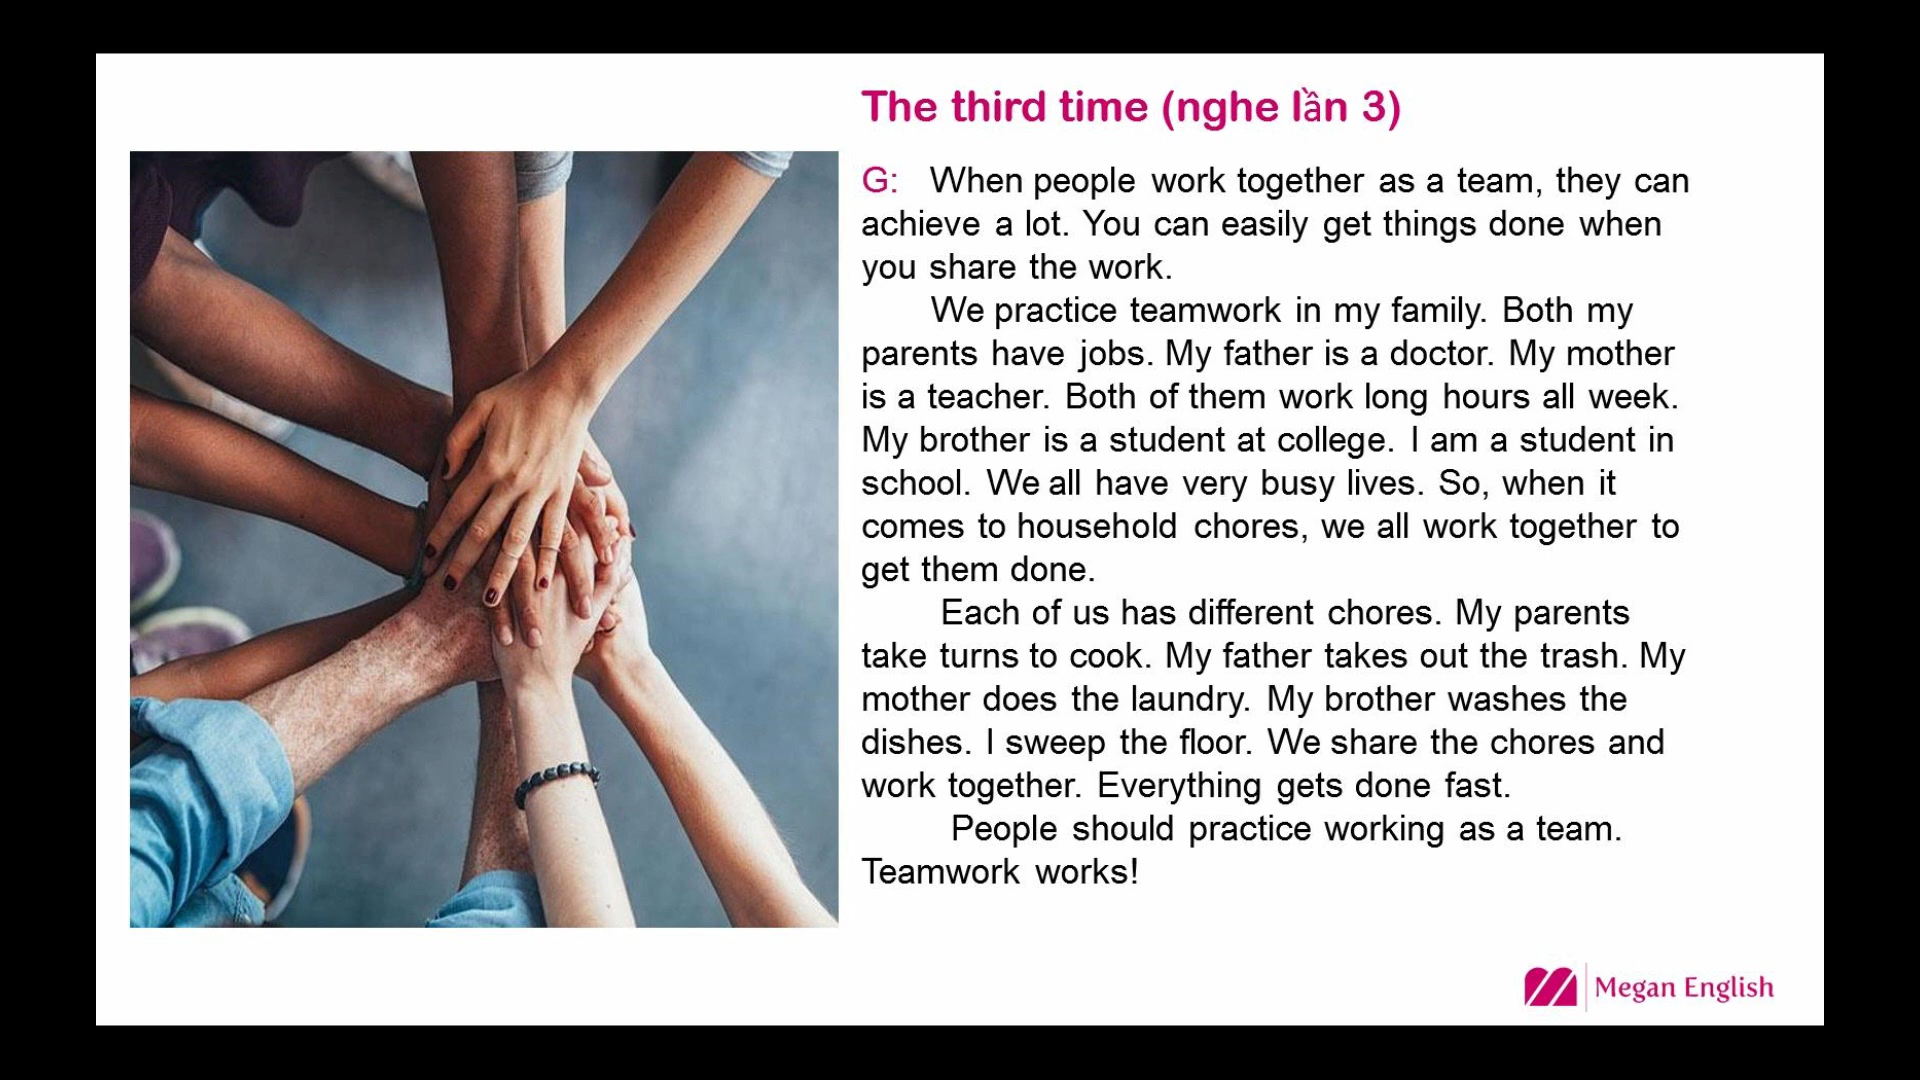 The third time (nghe lần 3)
G: When people work together as a team, they can
achieve a lot. You can easily get things done when
you share the work.
We practice teamwork in my family. Both my
parents have jobs. My father is a doctor. My mother
is a teacher. Both of them work long hours all week.
My brother is a student at college. I am a student in
school. We all have very busy lives. So, when it
comes to household chores, we all work together to
get them done.
Each of us has different chores. My parents
take turns to cook. My father takes out the trash. My
mother does the laundry. My brother washes the
dishes. I sweep the floor. We share the chores and
work together. Everything gets done fast.
People should practice working as a team.
Teamwork works!
Megan English